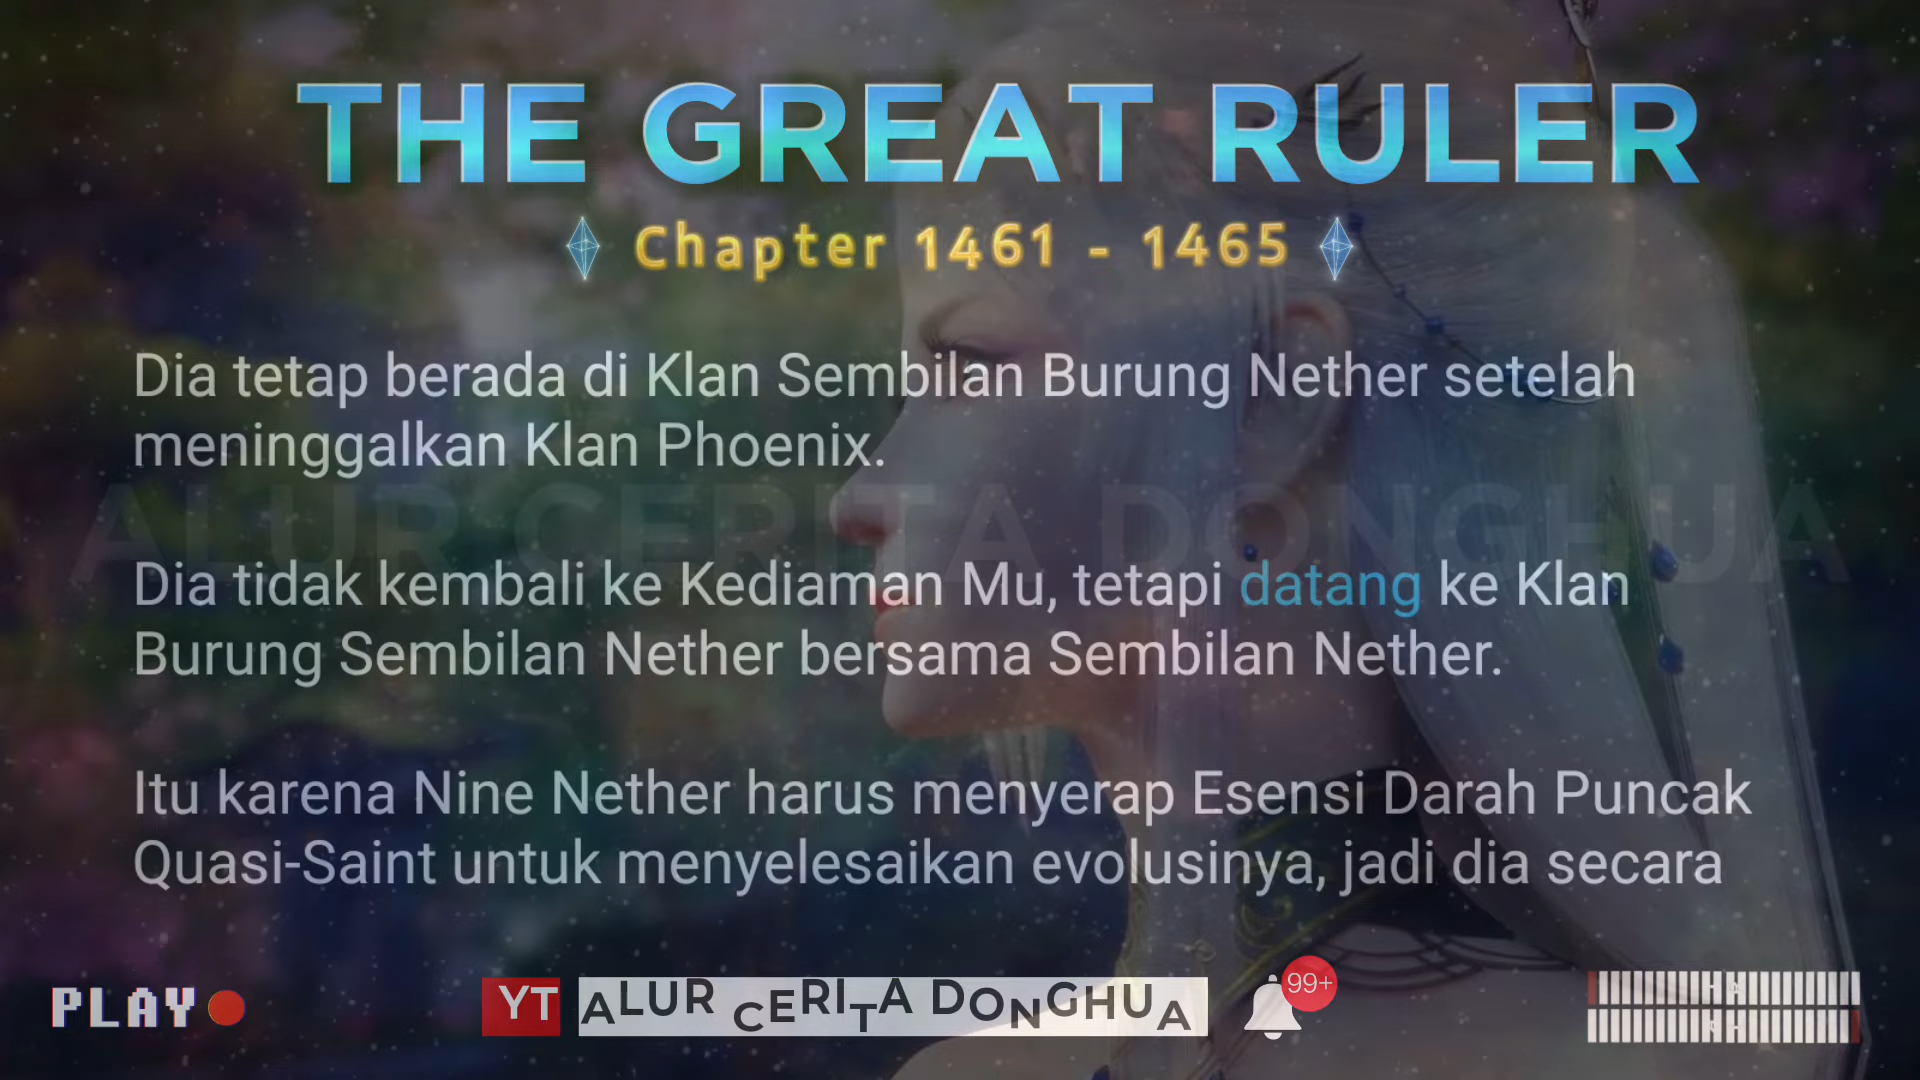 THE GREAT RULER
Chapter 1461 - 1465
Dia tetap berada di Klan Sembilan Burung Nether setelah
meninggalkan Klan Phoenix.
ALUR CERITA DONGHUA
Dia tidak kembali ke Kediaman Mu, tetapi datang ke Klan
Burung Sembilan Nether bersama Sembilan Nether.
Itu karena Nine Nether harus menyerap Esensi Darah Puncak
Quasi-Saint untuk menyelesaikan evolusinya, jadi dia secara
PLAY
YT ALUR CERITA DONGHUA
99+